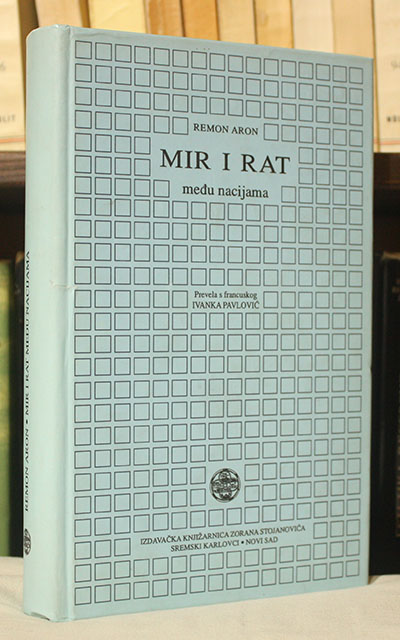 REMON ARON
MIR I RAT
među nacijama
Prevela s francuskog
IVANKA PAVLOVIĆ
IZDAVAČKA KNJIŽARNICA ZORANA STOJANOVIĆA
SREMSKI KARLOVCI • NOVI SAD
REMON ARON • MIR I RAT MEĐU NACIJAMA